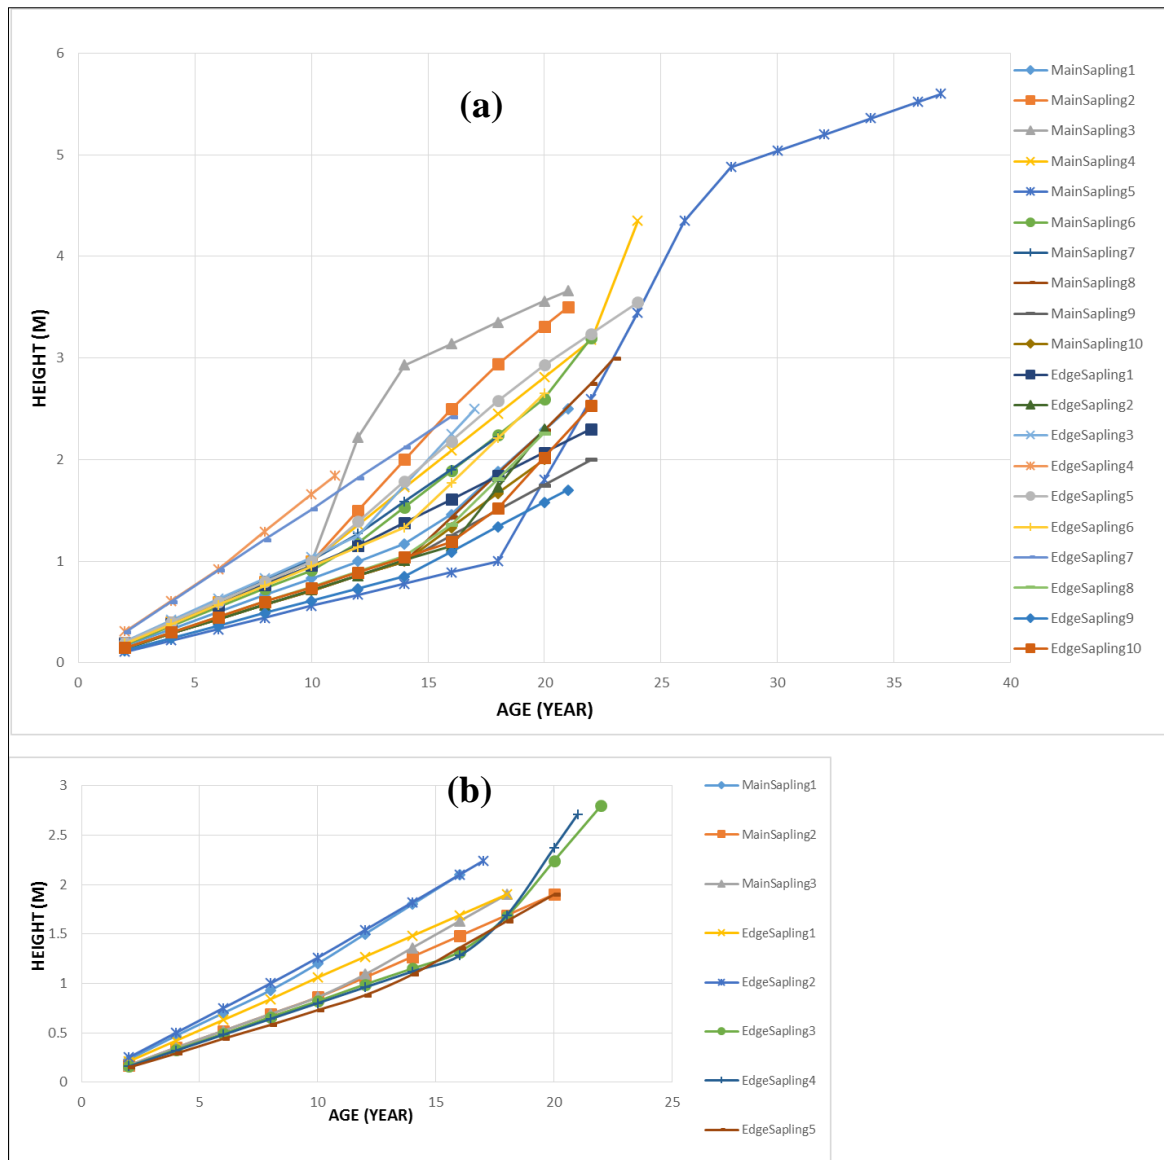 (a)
6
5
4
3
2
1
0
HEIGHT (M)
0 5 10 15 20 25 30 35 40
AGE (YEAR)
MainSapling1
MainSapling2
MainSapling3
MainSapling4
MainSapling5
MainSapling6
MainSapling7
MainSapling8
MainSapling9
MainSapling10
EdgeSapling1
EdgeSapling2
EdgeSapling3
EdgeSapling4
EdgeSapling5
EdgeSapling6
EdgeSapling7
EdgeSapling8
EdgeSapling9
EdgeSapling10
(b)
3
2.5
2
1.5
1
0.5
0
HEIGHT (M)
0 5 10 15 20 25
AGE (YEAR)
MainSapling1
MainSapling2
MainSapling3
EdgeSapling1
EdgeSapling2
EdgeSapling3
EdgeSapling4
EdgeSapling5